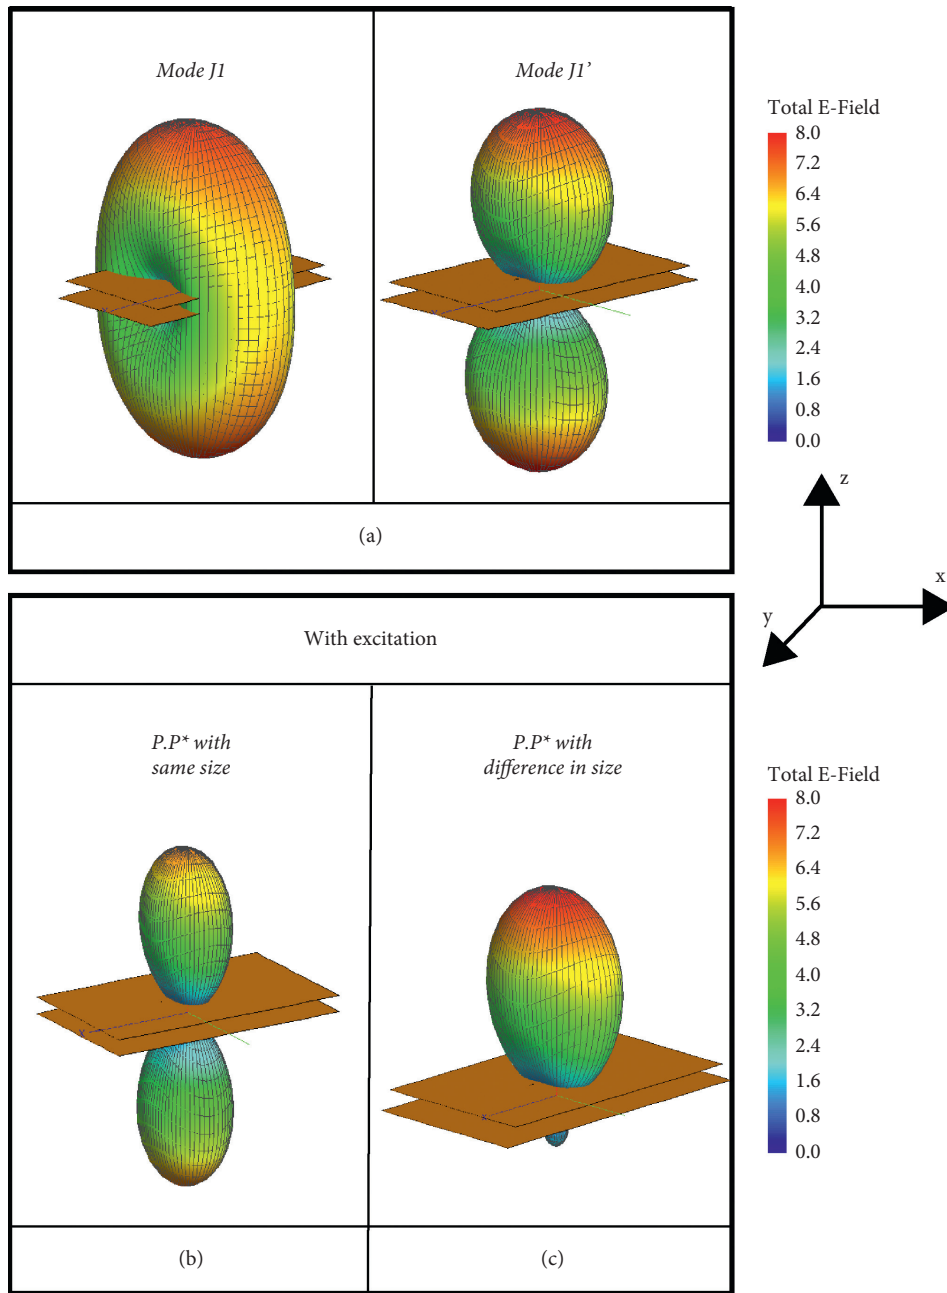 Mode J1
Mode J1’
Total E-Field
8.0
7.2
6.4
5.6
4.8
4.0
3.2
2.4
1.6
0.8
0.0
(a)
z
x
y
With excitation
P.P* with
same size
P.P* with
difference in size
Total E-Field
8.0
7.2
6.4
5.6
4.8
4.0
3.2
2.4
1.6
0.8
0.0
(b)
(c)